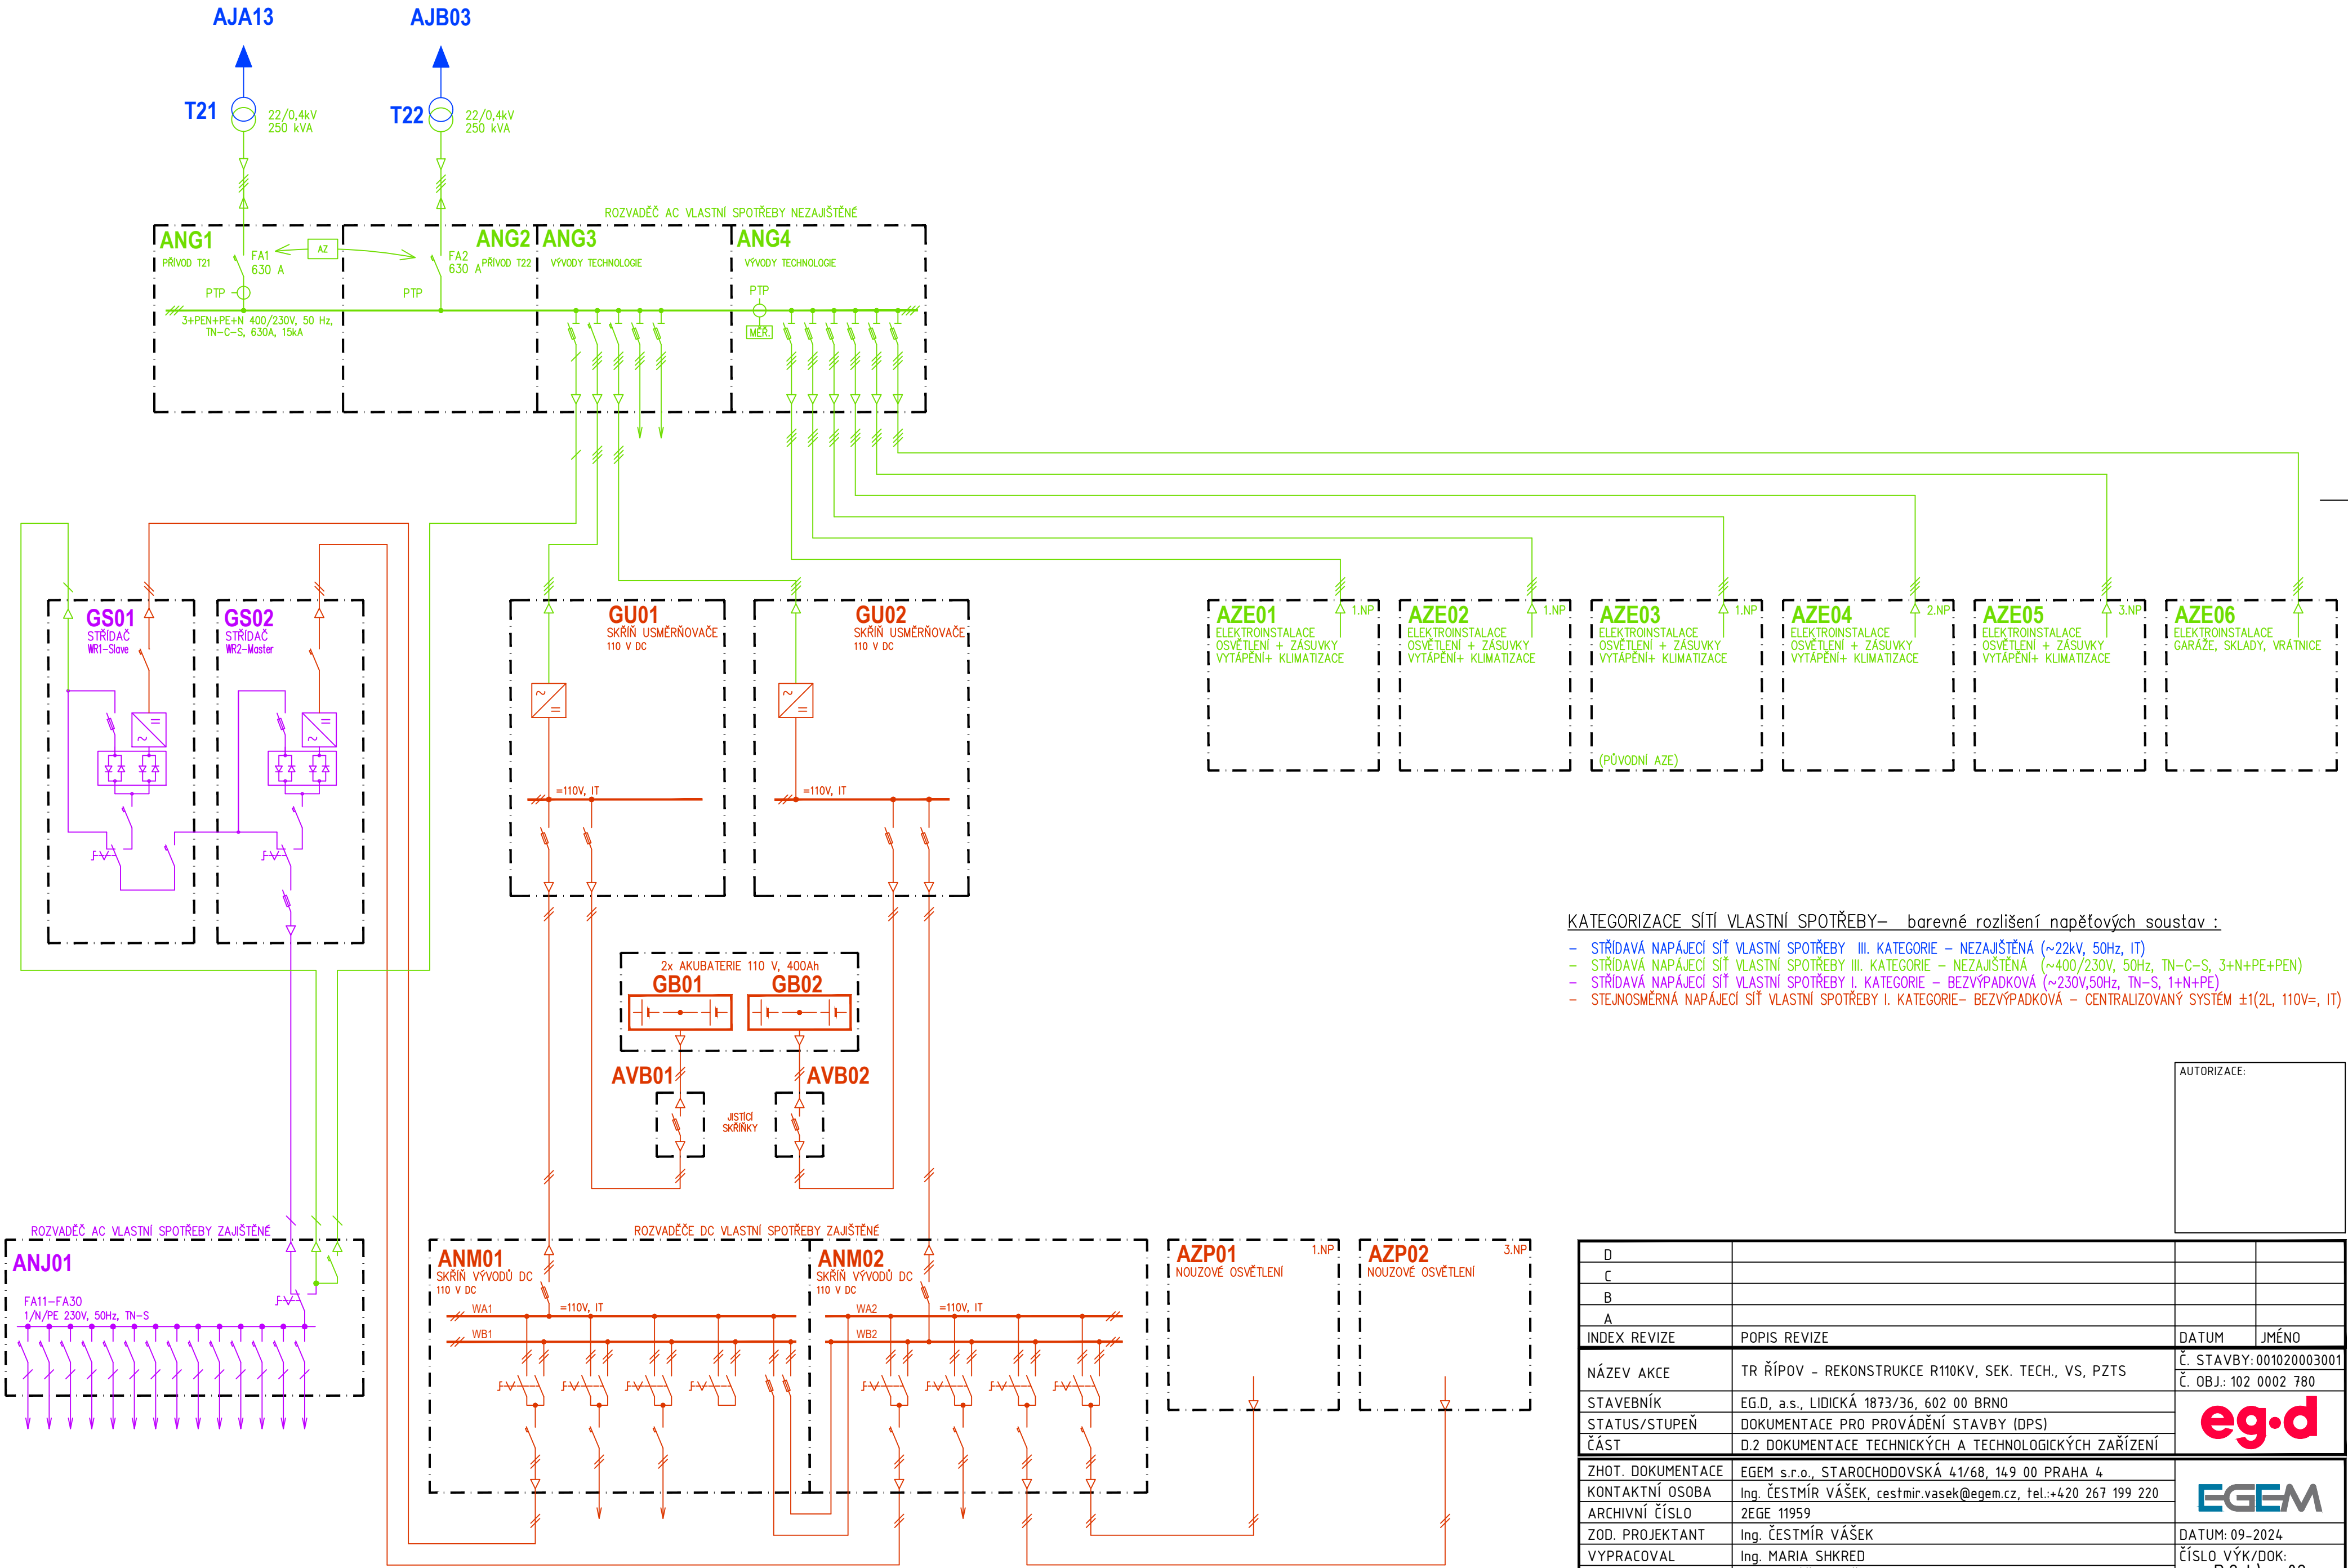 AJA13
AJB03
T21
22/0,4kV
250 kVA
T22
22/0,4kV
250 kVA
ROZVADĚČ AC VLASTNÍ SPOTŘEBY NEZAJIŠTĚNÉ
ANG1
PŘÍVOD T21
FA1
630 A
AZ
PTP
3+PEN+PE+N 400/230V, 50 Hz,
TN-C-S, 630A, 15kA
ANG2
FA2
630 A
PŘÍVOD T22
PTP
ANG3
VÝVODY TECHNOLOGIE
ANG4
VÝVODY TECHNOLOGIE
PTP
MĚŘ.
GS01
STŘÍDAČ
WR1-Slave
GS02
STŘÍDAČ
WR2-Master
GU01
SKŘÍŇ USMĚRŇOVAČE
110 V DC
=110V, IT
GU02
SKŘÍŇ USMĚRŇOVAČE
110 V DC
=110V, IT
AZE01
1.NP
ELEKTROINSTALACE
OSVĚTLENÍ + ZÁSUVKY
VYTÁPĚNÍ+ KLIMATIZACE
AZE02
1.NP
ELEKTROINSTALACE
OSVĚTLENÍ + ZÁSUVKY
VYTÁPĚNÍ+ KLIMATIZACE
AZE03
1.NP
ELEKTROINSTALACE
OSVĚTLENÍ + ZÁSUVKY
VYTÁPĚNÍ+ KLIMATIZACE
(PŮVODNÍ AZE)
AZE04
2.NP
ELEKTROINSTALACE
OSVĚTLENÍ + ZÁSUVKY
VYTÁPĚNÍ+ KLIMATIZACE
AZE05
3.NP
ELEKTROINSTALACE
OSVĚTLENÍ + ZÁSUVKY
VYTÁPĚNÍ+ KLIMATIZACE
AZE06
ELEKTROINSTALACE
GARÁŽE, SKLADY, VRÁTNICE
KATEGORIZACE SÍTÍ VLASTNÍ SPOTŘEBY- barevné rozlišení napěťových soustav :
- STŘÍDAVÁ NAPÁJECÍ SÍŤ VLASTNÍ SPOTŘEBY III. KATEGORIE - NEZAJIŠTĚNÁ (~22kV, 50Hz, IT)
- STŘÍDAVÁ NAPÁJECÍ SÍŤ VLASTNÍ SPOTŘEBY III. KATEGORIE - NEZAJIŠTĚNÁ (~400/230V, 50Hz, TN-C-S, 3+N+PE+PEN)
- STŘÍDAVÁ NAPÁJECÍ SÍŤ VLASTNÍ SPOTŘEBY I. KATEGORIE - BEZVÝPADKOVÁ (~230V,50Hz, TN-S, 1+N+PE)
- STEJNOSMĚRNÁ NAPÁJECÍ SÍŤ VLASTNÍ SPOTŘEBY I. KATEGORIE- BEZVÝPADKOVÁ - CENTRALIZOVANÝ SYSTÉM ±1(2L, 110V=, IT)
2x AKUBATERIE 110 V, 400Ah
GB01
GB02
AVB01
AVB02
JISTÍCÍ
SKŘÍŇKY
ROZVADĚČ AC VLASTNÍ SPOTŘEBY ZAJIŠTĚNÉ
ANJ01
FA11-FA30
1/N/PE 230V, 50Hz, TN-S
ROZVADĚČE DC VLASTNÍ SPOTŘEBY ZAJIŠTĚNÉ
ANM01
SKŘÍŇ VÝVODŮ DC
110 V DC
WA1
=110V, IT
WB1
ANM02
SKŘÍŇ VÝVODŮ DC
110 V DC
WA2
=110V, IT
WB2
AZP01
1.NP
NOUZOVÉ OSVĚTLENÍ
AZP02
3.NP
NOUZOVÉ OSVĚTLENÍ
AUTORIZACE:
D
C
B
A
INDEX REVIZE POPIS REVIZE DATUM JMÉNO
NÁZEV AKCE TR ŘÍPOV - REKONSTRUKCE R110KV, SEK. TECH., VS, PZTS
Č. STAVBY: 001020003001
Č. OBJ.: 102 0002 780
STAVEBNÍK EG.D, a.s., LIDICKÁ 1873/36, 602 00 BRNO
STATUS/STUPEŇ DOKUMENTACE PRO PROVÁDĚNÍ STAVBY (DPS)
ČÁST D.2 DOKUMENTACE TECHNICKÝCH A TECHNOLOGICKÝCH ZAŘÍZENÍ
eg.d
ZHOT. DOKUMENTACE EGEM s.r.o., STAROCHODOVSKÁ 41/68, 149 00 PRAHA 4
KONTAKTNÍ OSOBA Ing. ČESTMÍR VÁŠEK, cestmir.vasek@egem.cz, tel.:+420 267 199 220
ARCHIVNÍ ČÍSLO 2EGE 11959
EGEM
ZOD. PROJEKTANT Ing. ČESTMÍR VÁŠEK
DATUM: 09-2024
VYPRACOVAL Ing. MARIA SHKRED
ČÍSLO VÝK/DOK: